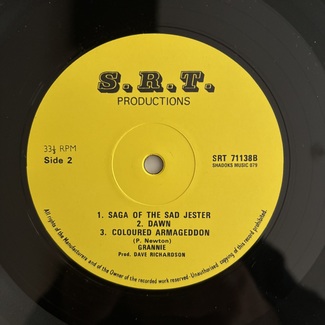 S.R.T.
PRODUCTIONS
33⅓ RPM
Side 2
SRT 71138B
SHADOKS MUSIC 079
1. SAGA OF THE SAD JESTER
2. DAWN
3. COLOURED ARMAGEDDON
(P. Newton)
GRANNIE
Prod. DAVE RICHARDSON
All rights of the Manufacturers and of the Owner of the recorded work reserved - Unauthorised copying of this record prohibited.